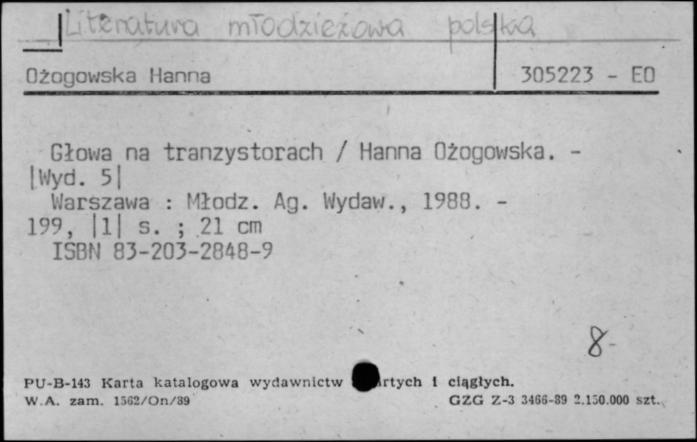 Literatura młodzieżowa polska
Ożogowska Hanna 305223 - EO
Głowa na tranzystorach / Hanna Ożogowska. -
|Wyd. 5|
Warszawa : Młodz. Ag. Wydaw., 1988. -
199, |1| s. ; 21 cm
ISBN 83-203-2848-9
8-
PU-B-143 Karta katalogowa wydawnictw rtych i ciągłych.
W.A. zam. 1562/On/89 GZG Z-3 3466-89 2.150.000 szt.